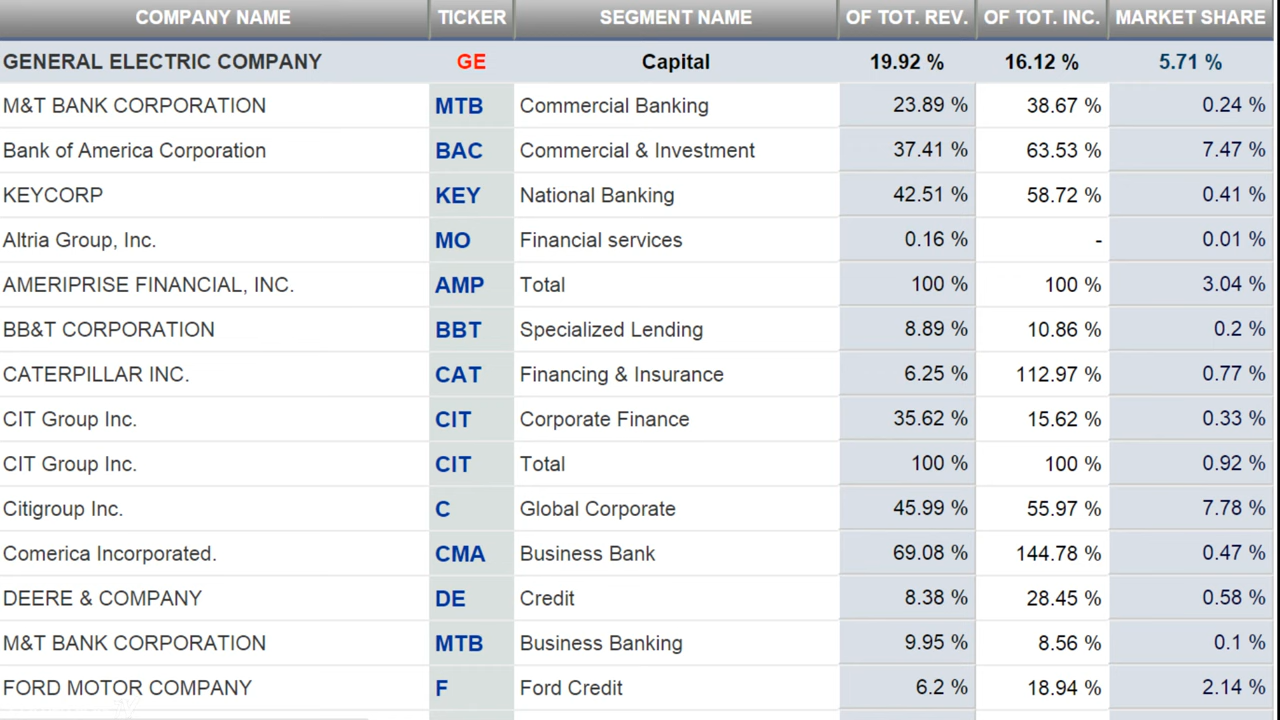 COMPANY NAME TICKER SEGMENT NAME OF TOT. REV. OF TOT. INC. MARKET SHARE
GENERAL ELECTRIC COMPANY GE Capital 19.92 % 16.12 % 5.71 %
M&T BANK CORPORATION MTB Commercial Banking 23.89 % 38.67 % 0.24 %
Bank of America Corporation BAC Commercial & Investment 37.41 % 63.53 % 7.47 %
KEYCORP KEY National Banking 42.51 % 58.72 % 0.41 %
Altria Group, Inc. MO Financial services 0.16 % - 0.01 %
AMERIPRISE FINANCIAL, INC. AMP Total 100 % 100 % 3.04 %
BB&T CORPORATION BBT Specialized Lending 8.89 % 10.86 % 0.2 %
CATERPILLAR INC. CAT Financing & Insurance 6.25 % 112.97 % 0.77 %
CIT Group Inc. CIT Corporate Finance 35.62 % 15.62 % 0.33 %
CIT Group Inc. CIT Total 100 % 100 % 0.92 %
Citigroup Inc. C Global Corporate 45.99 % 55.97 % 7.78 %
Comerica Incorporated. CMA Business Bank 69.08 % 144.78 % 0.47 %
DEERE & COMPANY DE Credit 8.38 % 28.45 % 0.58 %
M&T BANK CORPORATION MTB Business Banking 9.95 % 8.56 % 0.1 %
FORD MOTOR COMPANY F Ford Credit 6.2 % 18.94 % 2.14 %